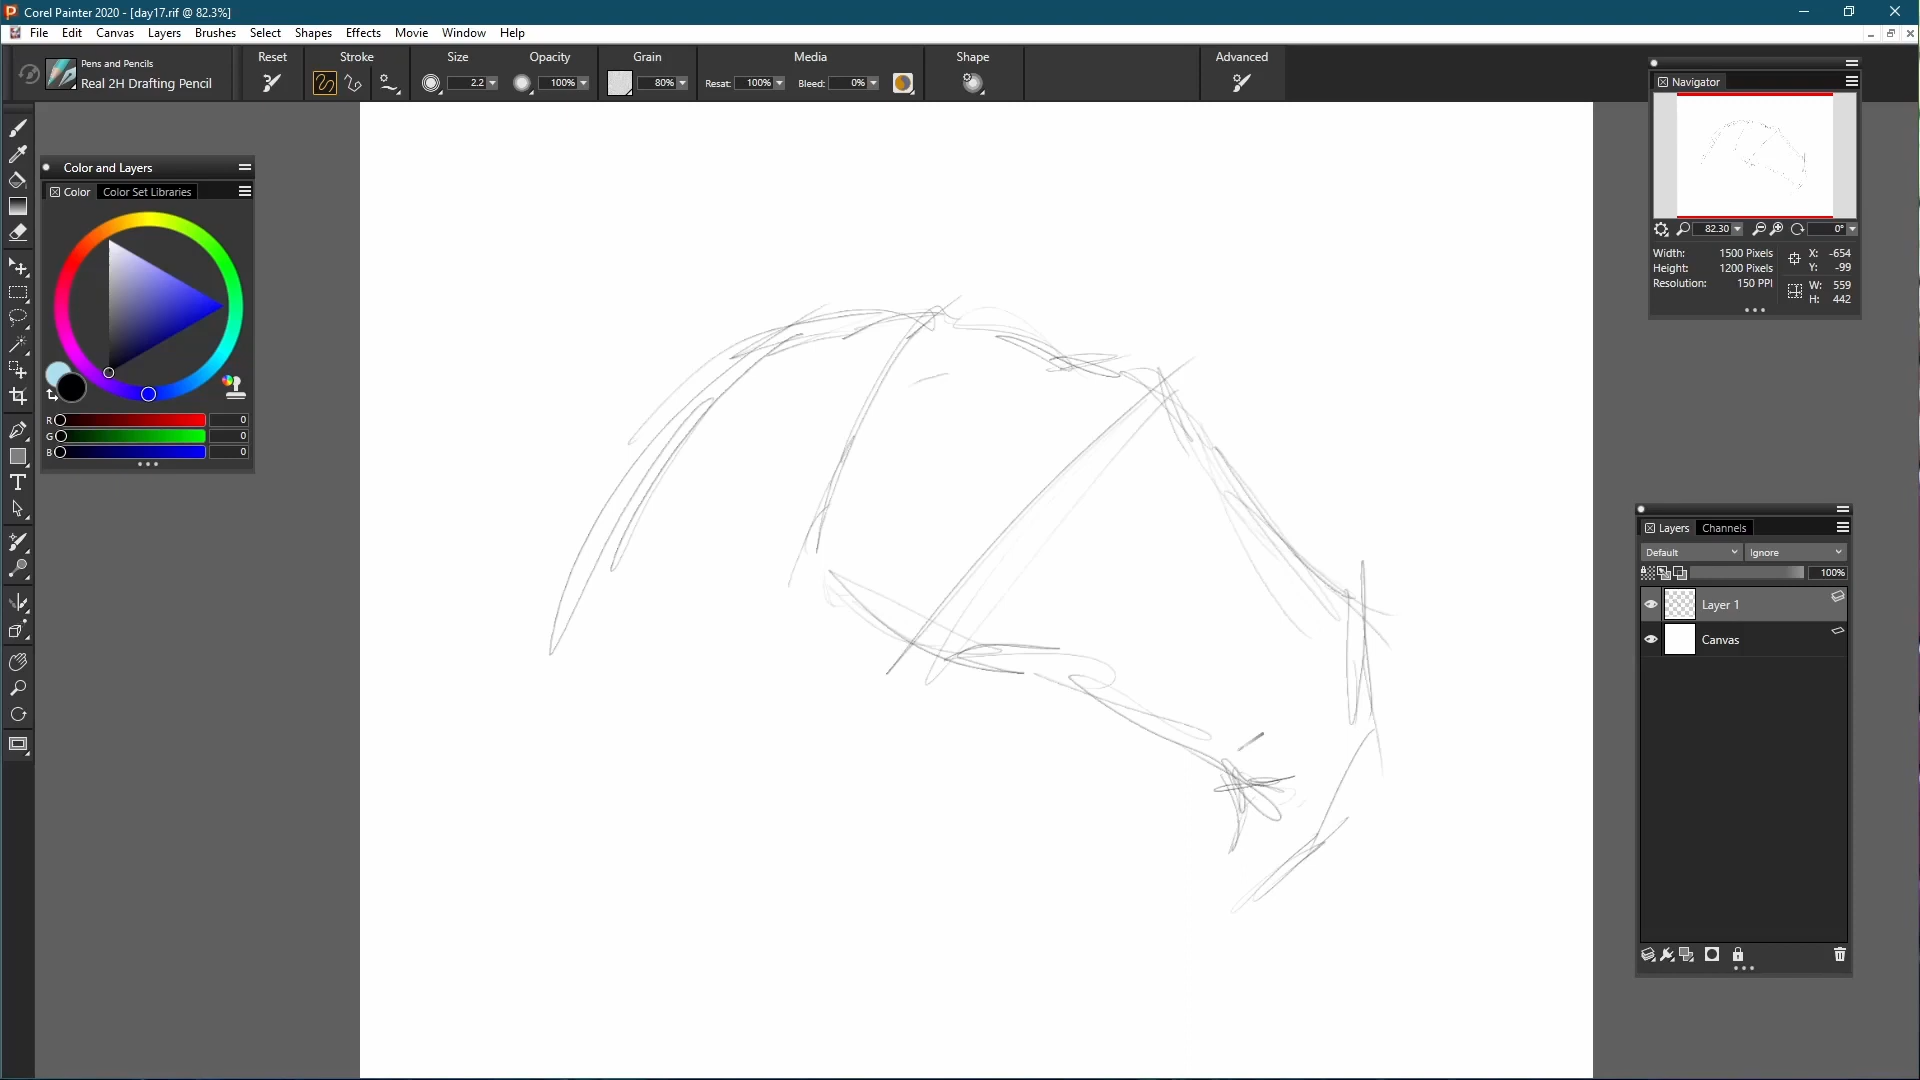 Corel Painter 2020 - [day17.rif @ 82.3%]
File Edit Canvas Layers Brushes Select Shapes Effects Movie Window Help
Pens and Pencils
Real 2H Drafting Pencil
Reset Stroke Size Opacity Grain Media Shape Advanced
2.2 100% 80% Resat: 100% Bleed: 0%
Color and Layers
Color Color Set Libraries
R 0
G 0
B 0
T
Navigator
82.30 0°
Width: 1500 Pixels X: -654
Height: 1200 Pixels Y: -99
Resolution: 150 PPI W: 559
H: 442
Layers Channels
Default Ignore
100%
Layer 1
Canvas